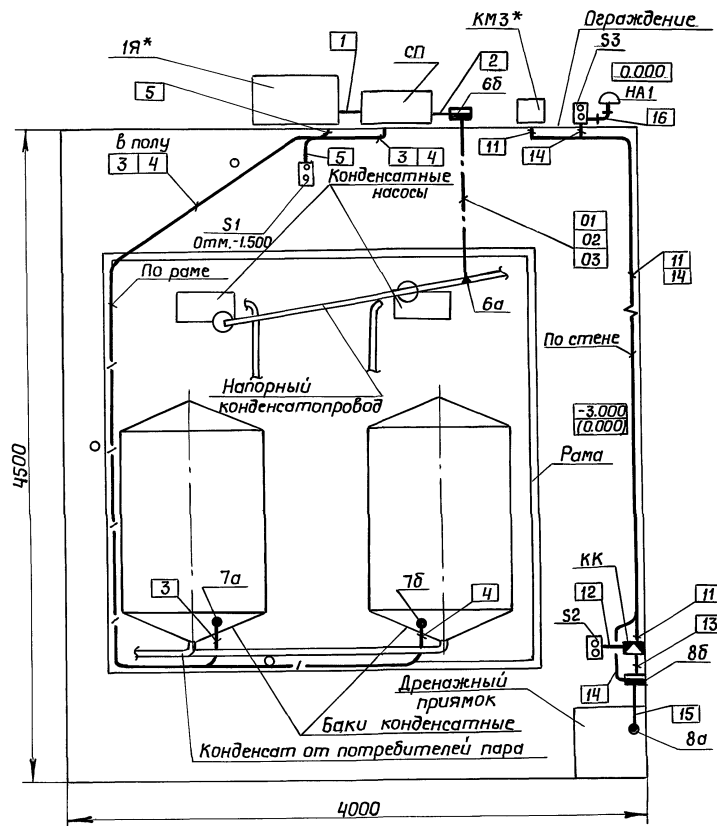 1Я*
1
СП
2
6б
КМ3*
Ограждение
S3
0.000
НА1
16
5
в полу
3 4
5
3 4
11
14
S1
Отм.-1.500
Конденсатные
насосы
01
02
03
11
14
По раме
6а
По стене
Напорный
конденсатопровод
-3.000
(0.000)
Рама
4500
3
7а
7б
4
КК
12
11
S2
13
8б
14
Дренажный
приямок
15
Баки конденсатные
8а
Конденсат от потребителей пара
4000